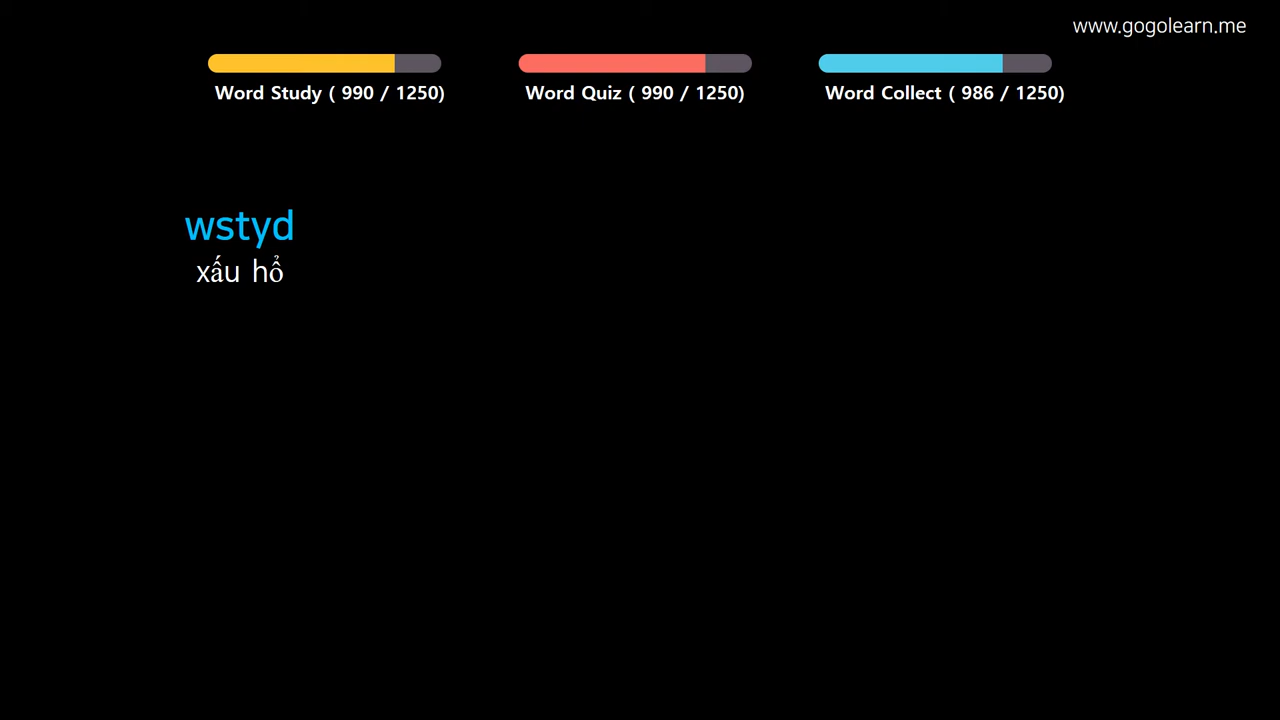 www.gogolearn.me
Word Study ( 990 / 1250)
Word Quiz ( 990 / 1250)
Word Collect ( 986 / 1250)
wstyd
xấu hổ